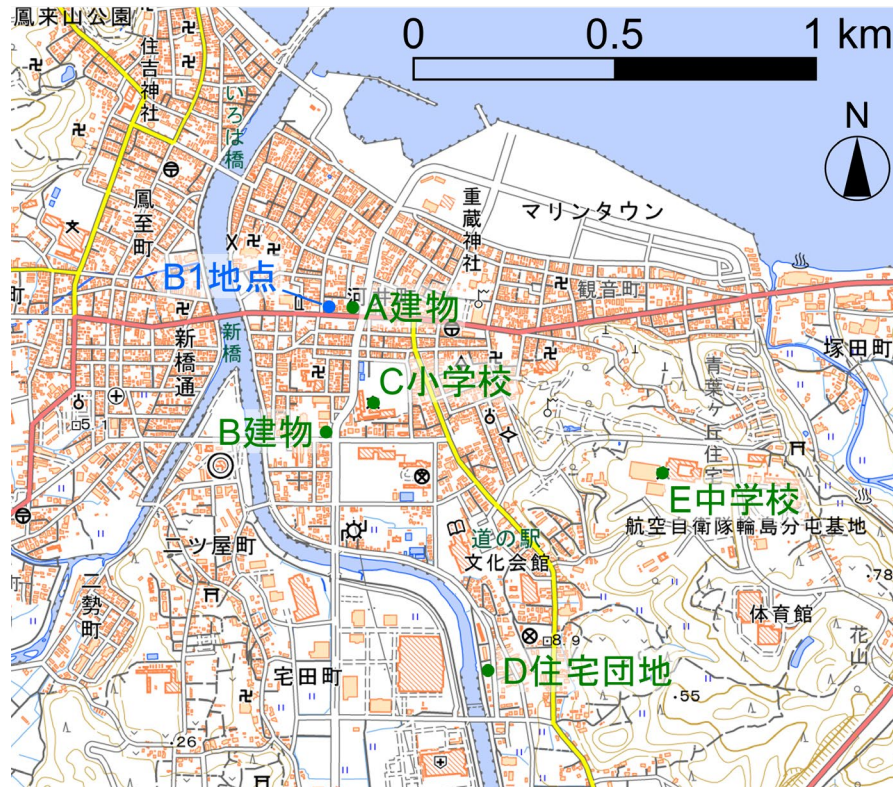 鳳来山公園
0 0.5 1 km
住吉神社
いろは橋
N
鳳至町
重蔵神社
マリンタウン
B1地点
A建物
観音町
町
新橋通
新橋
塚田町
C小学校
青葉ヶ丘住宅
B建物
E中学校
航空自衛隊輪島分屯基地
道の駅
文化会館
二ツ屋町
二勢町
体育館
78
花山
8.9
D住宅団地
宅田町
55
26